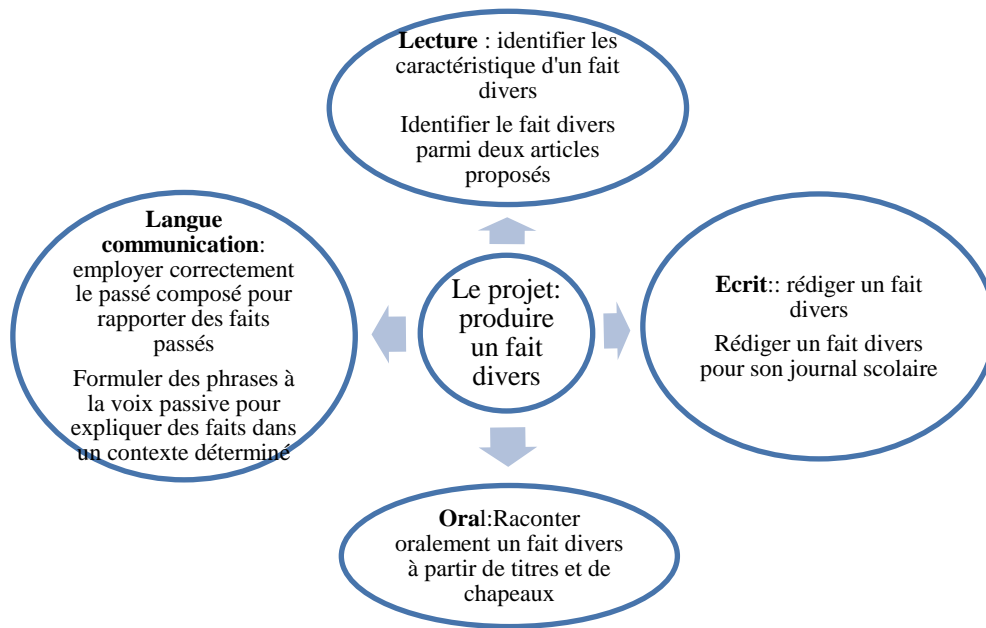 Lecture : identifier les
caractéristique d'un fait
divers
Identifier le fait divers
parmi deux articles
proposés
Langue
communication:
employer correctement
le passé composé pour
rapporter des faits
passés
Formuler des phrases à
la voix passive pour
expliquer des faits dans
un contexte déterminé
Le projet:
produire
un fait
divers
Ecrit:: rédiger un fait
divers
Rédiger un fait divers
pour son journal scolaire
Oral:Raconter
oralement un fait divers
à partir de titres et de
chapeaux